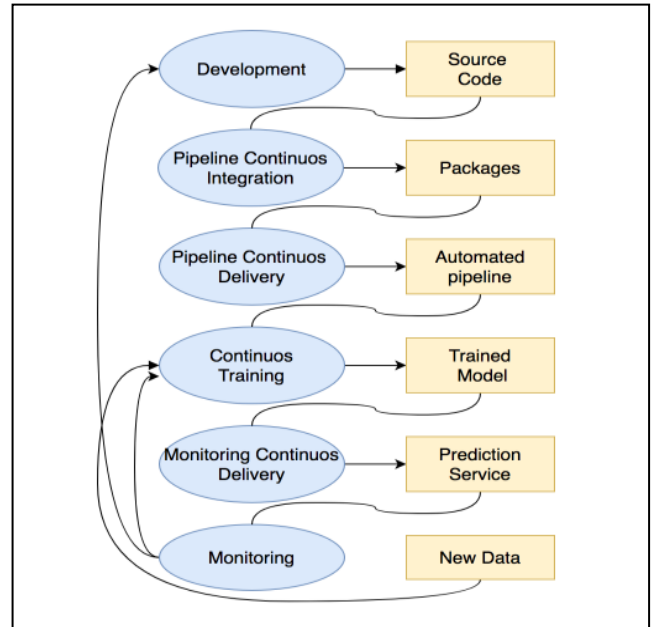 Development
Source
Code
Pipeline Continuos
Integration
Packages
Pipeline Continuos
Delivery
Automated
pipeline
Continuos
Training
Trained
Model
Monitoring Continuos
Delivery
Prediction
Service
Monitoring
New Data